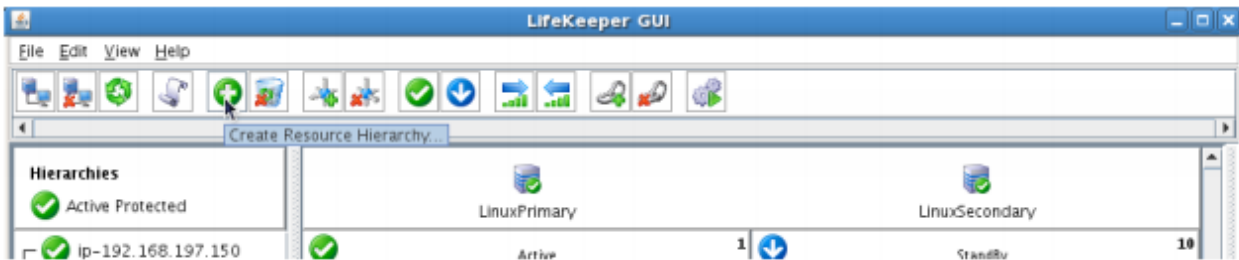 LifeKeeper GUI
File Edit View Help
Create Resource Hierarchy...
Hierarchies
Active Protected
LinuxPrimary
LinuxSecondary
ip-192.168.197.150
Active
1
StandBy
10